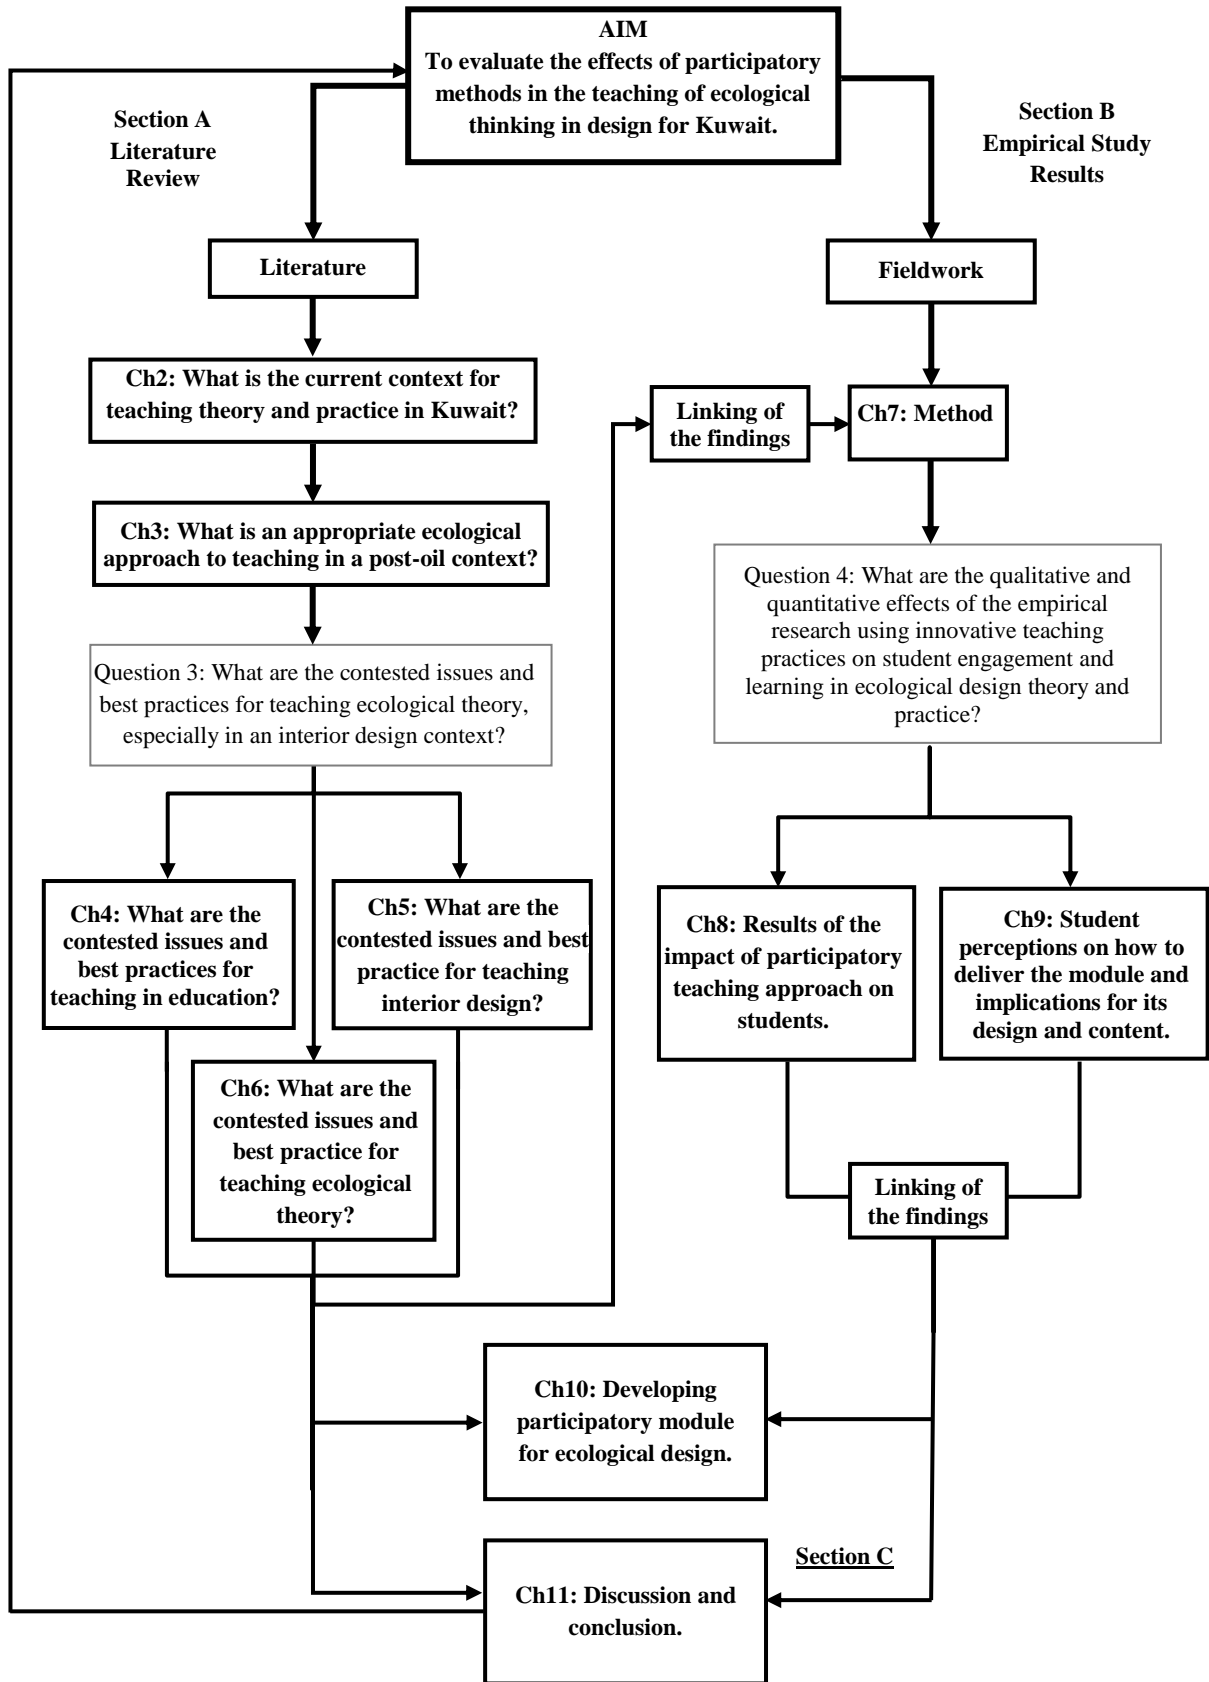 AIM
To evaluate the effects of participatory
methods in the teaching of ecological
thinking in design for Kuwait.
Section A
Literature
Review
Section B
Empirical Study
Results
Literature
Fieldwork
Ch2: What is the current context for
teaching theory and practice in Kuwait?
Linking of
the findings
Ch7: Method
Ch3: What is an appropriate ecological
approach to teaching in a post-oil context?
Question 3: What are the contested issues and
best practices for teaching ecological theory,
especially in an interior design context?
Question 4: What are the qualitative and
quantitative effects of the empirical
research using innovative teaching
practices on student engagement and
learning in ecological design theory and
practice?
Ch4: What are the
contested issues and
best practices for
teaching in education?
Ch5: What are the
contested issues and best
practice for teaching
interior design?
Ch8: Results of the
impact of participatory
teaching approach on
students.
Ch9: Student
perceptions on how to
deliver the module and
implications for its
design and content.
Ch6: What are the
contested issues and
best practice for
teaching ecological
theory?
Linking of
the findings
Ch10: Developing
participatory module
for ecological design.
Section C
Ch11: Discussion and
conclusion.